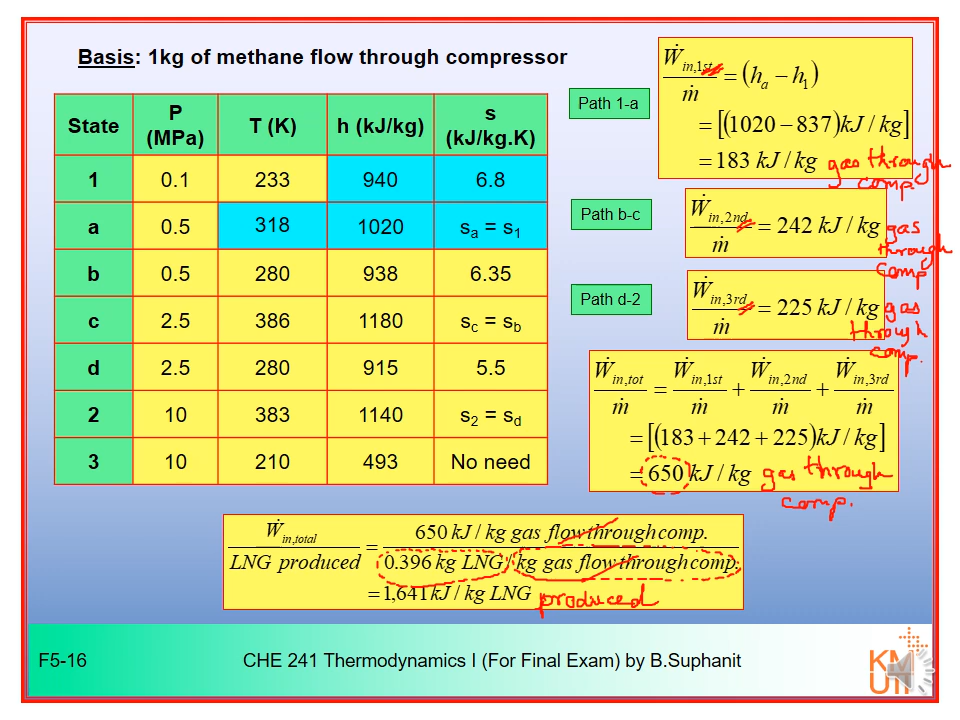 Basis: 1kg of methane flow through compressor
State P (MPa) T (K) h (kJ/kg) s (kJ/kg.K)
1 0.1 233 940 6.8
a 0.5 318 1020 sa = s1
b 0.5 280 938 6.35
c 2.5 386 1180 sc = sb
d 2.5 280 915 5.5
2 10 383 1140 s2 = sd
3 10 210 493 No need
Path 1-a
Ẇin,1st / ṁ = (ha − h1)
= [(1020 − 837)kJ / kg]
= 183 kJ / kg gas through comp.
Path b-c
Ẇin,2nd / ṁ = 242 kJ / kg gas through comp
Path d-2
Ẇin,3rd / ṁ = 225 kJ / kg gas through comp.
Ẇin,tot / ṁ = Ẇin,1st / ṁ + Ẇin,2nd / ṁ + Ẇin,3rd / ṁ
= [(183 + 242 + 225)kJ / kg]
= 650 kJ / kg gas through comp.
Ẇin,total / LNG produced = 650 kJ / kg gas flow through comp. / 0.396 kg LNG / kg gas flow through comp.
= 1,641 kJ / kg LNG produced
F5-16
CHE 241 Thermodynamics I (For Final Exam) by B.Suphanit